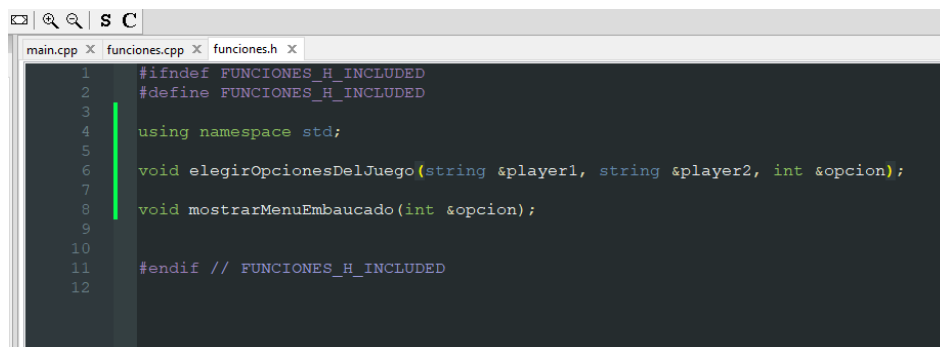 S C
main.cpp X funciones.cpp X funciones.h X
1 #ifndef FUNCIONES_H_INCLUDED
2 #define FUNCIONES_H_INCLUDED
3
4 using namespace std;
5
6 void elegirOpcionesDelJuego(string &player1, string &player2, int &opcion);
7
8 void mostrarMenuEmbaucado(int &opcion);
9
10
11 #endif // FUNCIONES_H_INCLUDED
12